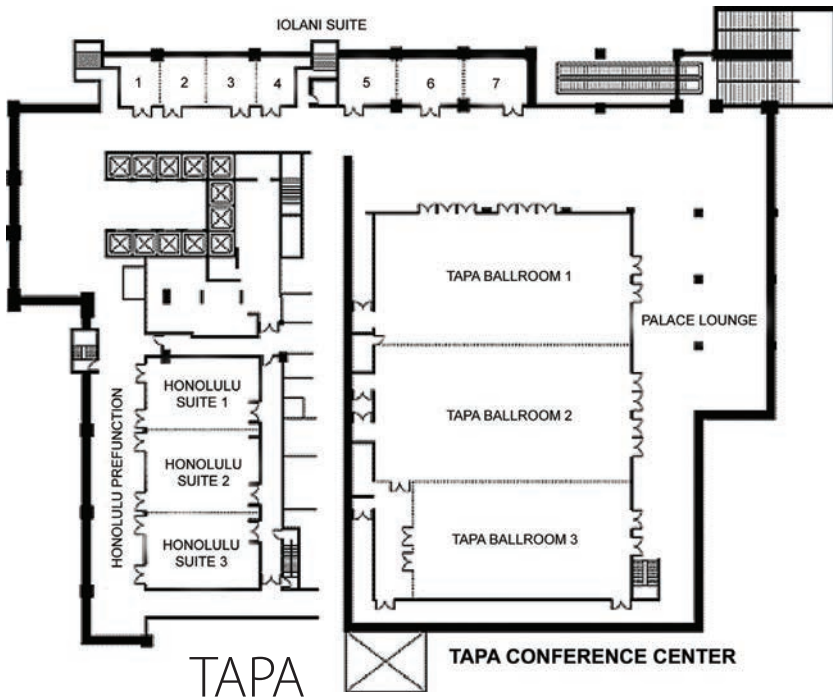 IOLANI SUITE
1
2
3
4
5
6
7
TAPA BALLROOM 1
PALACE LOUNGE
HONOLULU
SUITE 1
TAPA BALLROOM 2
HONOLULU PREFUNCTION
HONOLULU
SUITE 2
HONOLULU
SUITE 3
TAPA BALLROOM 3
TAPA CONFERENCE CENTER
TAPA